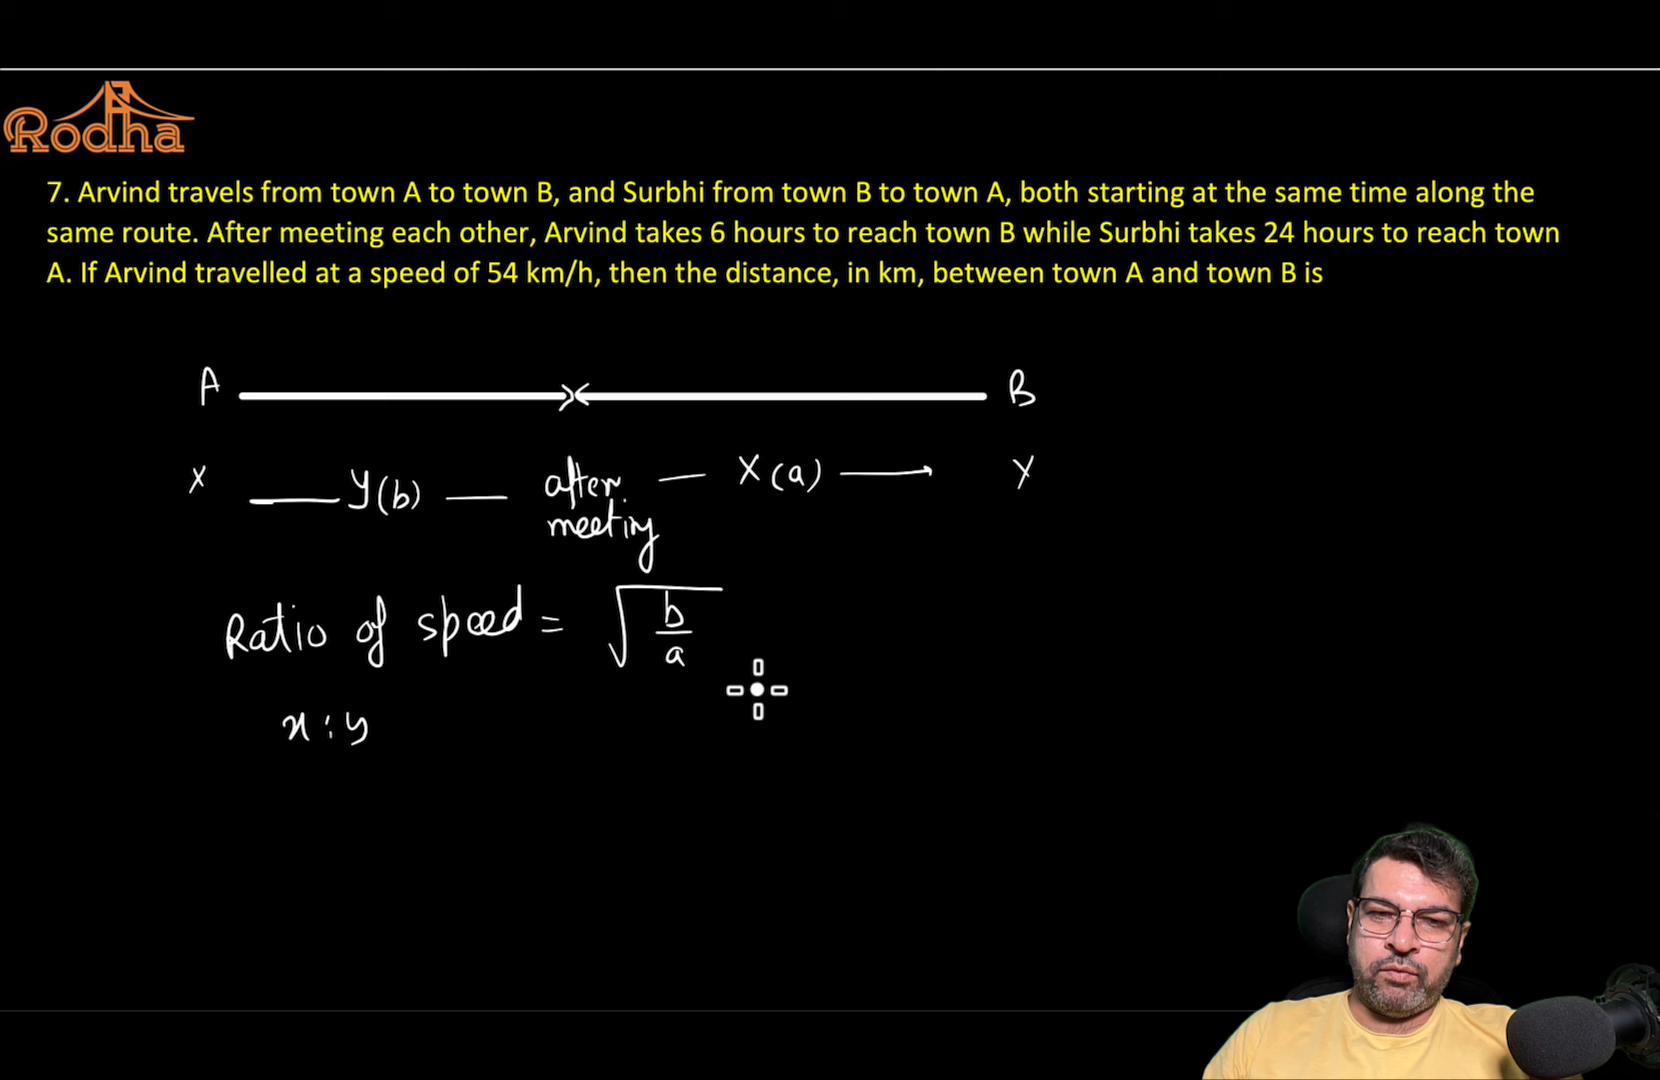 Rodha
7. Arvind travels from town A to town B, and Surbhi from town B to town A, both starting at the same time along the
same route. After meeting each other, Arvind takes 6 hours to reach town B while Surbhi takes 24 hours to reach town
A. If Arvind travelled at a speed of 54 km/h, then the distance, in km, between town A and town B is
A B
X — Y(b) — after — X(a) → Y
meeting
Ratio of speed = √(b/a)
x : y